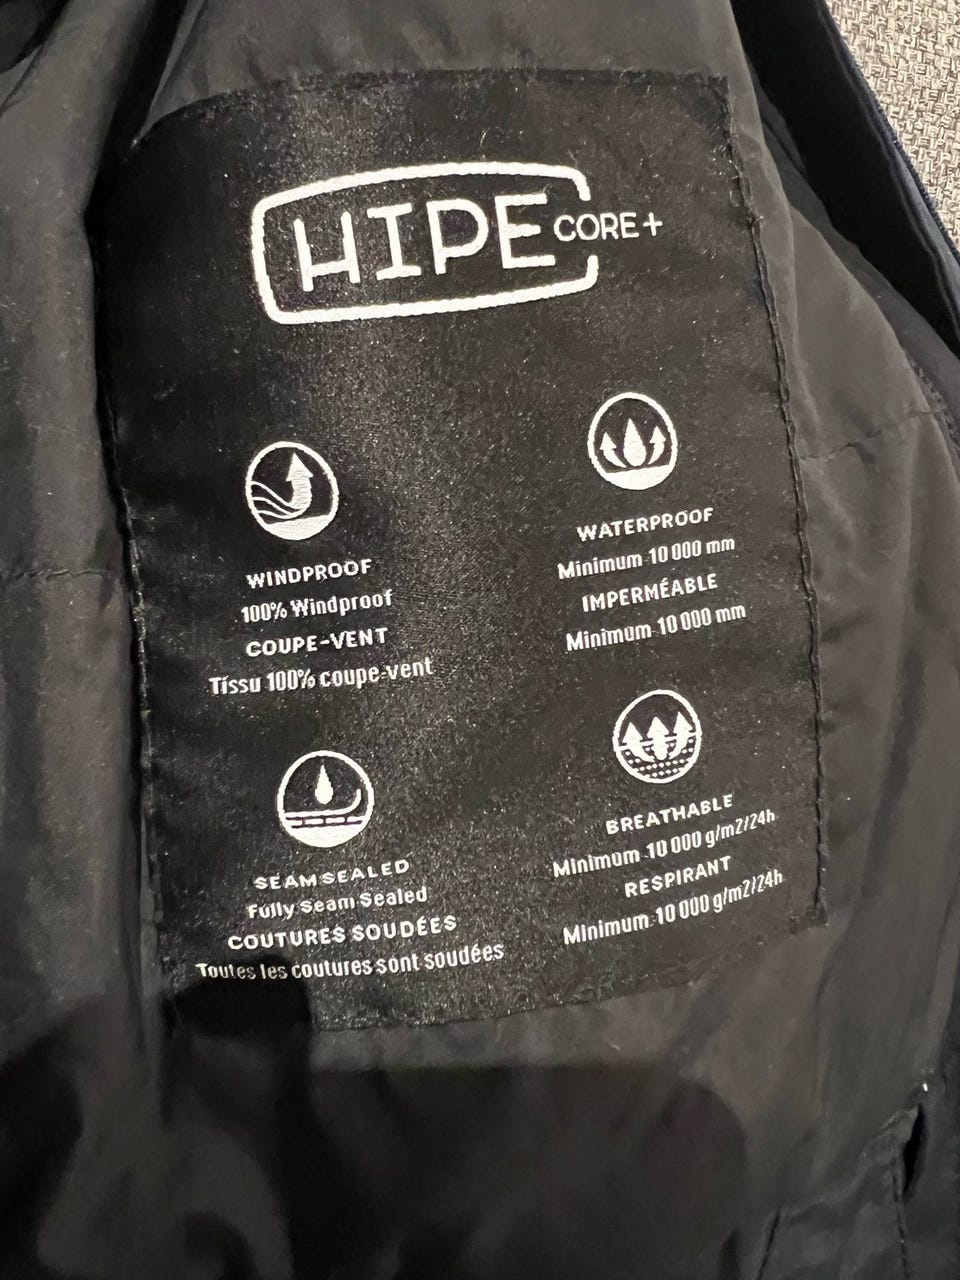 HIPE CORE+
WINDPROOF
100% Windproof
COUPE-VENT
Tissu 100% coupe-vent
WATERPROOF
Minimum 10 000 mm
IMPERMÉABLE
Minimum 10 000 mm
SEAM SEALED
Fully Seam Sealed
COUTURES SOUDÉES
Toutes les coutures sont soudées
BREATHABLE
Minimum 10 000 g/m2/24h
RESPIRANT
Minimum 10 000 g/m2/24h